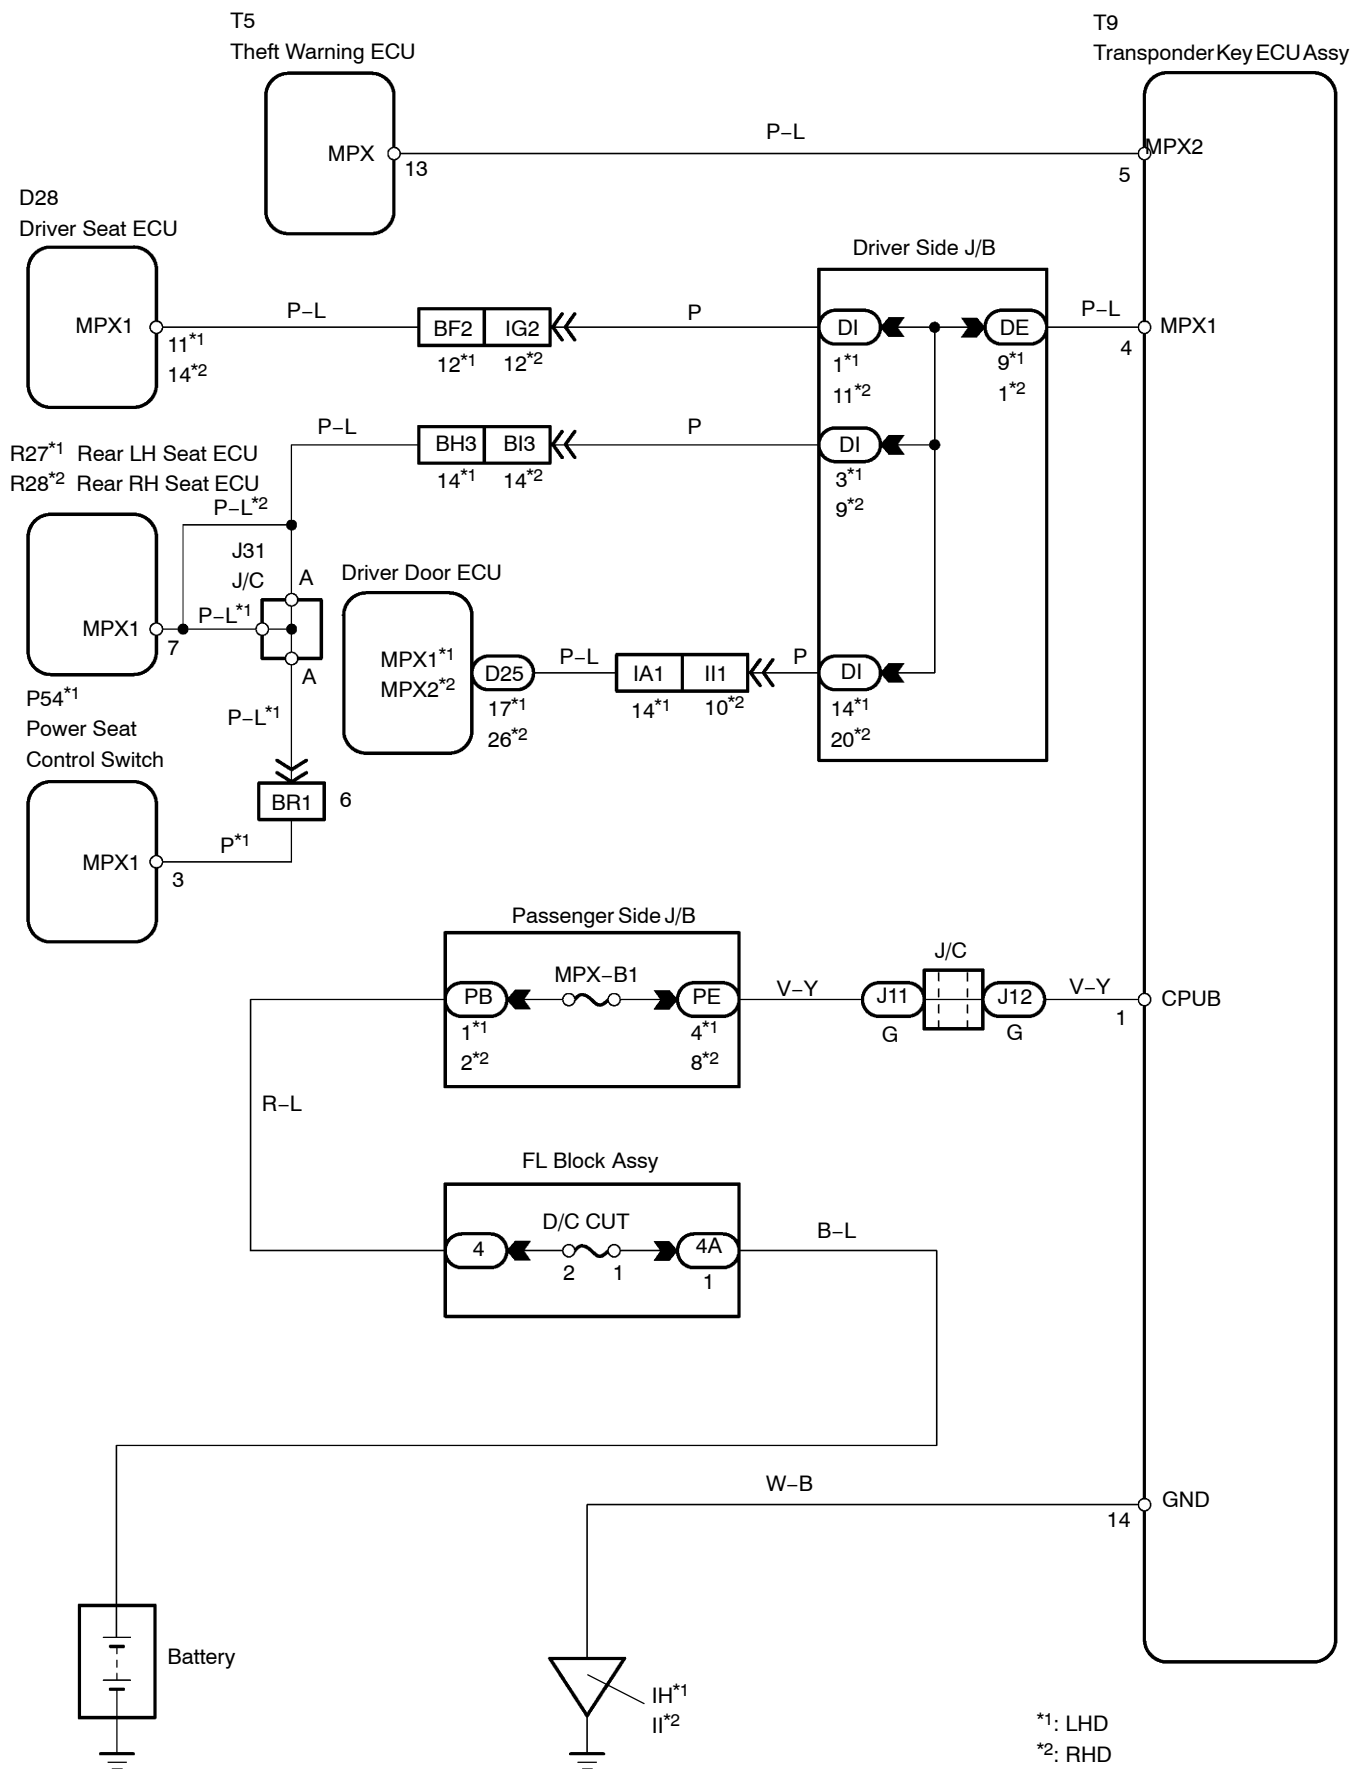 T5
Theft Warning ECU
T9
Transponder Key ECU Assy
MPX
13
P–L
MPX2
5
D28
Driver Seat ECU
MPX1
11*1
14*2
P–L
BF2
IG2
12*1
12*2
P
Driver Side J/B
DI
1*1
11*2
DE
9*1
1*2
P–L
MPX1
4
R27*1 Rear LH Seat ECU
R28*2 Rear RH Seat ECU
P–L
BH3
BI3
14*1
14*2
P
DI
3*1
9*2
P–L*2
J31
J/C
A
MPX1
7
P–L*1
A
Driver Door ECU
MPX1*1
MPX2*2
D25
17*1
26*2
P–L
IA1
II1
14*1
10*2
P
DI
14*1
20*2
P54*1
Power Seat
Control Switch
P–L*1
BR1
6
MPX1
3
P*1
Passenger Side J/B
PB
1*1
2*2
MPX–B1
PE
4*1
8*2
V–Y
J/C
J11
G
J12
G
V–Y
CPUB
1
R–L
FL Block Assy
4
D/C CUT
2
1
4A
1
B–L
W–B
GND
14
Battery
IH*1
II*2
*1: LHD
*2: RHD